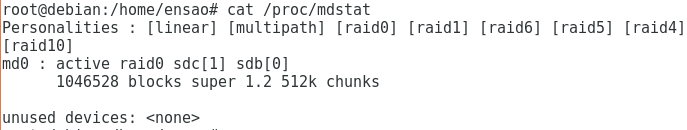 root@debian:/home/ensao# cat /proc/mdstat
Personalities : [linear] [multipath] [raid0] [raid1] [raid6] [raid5] [raid4]
[raid10]
md0 : active raid0 sdc[1] sdb[0]
      1046528 blocks super 1.2 512k chunks

unused devices: <none>